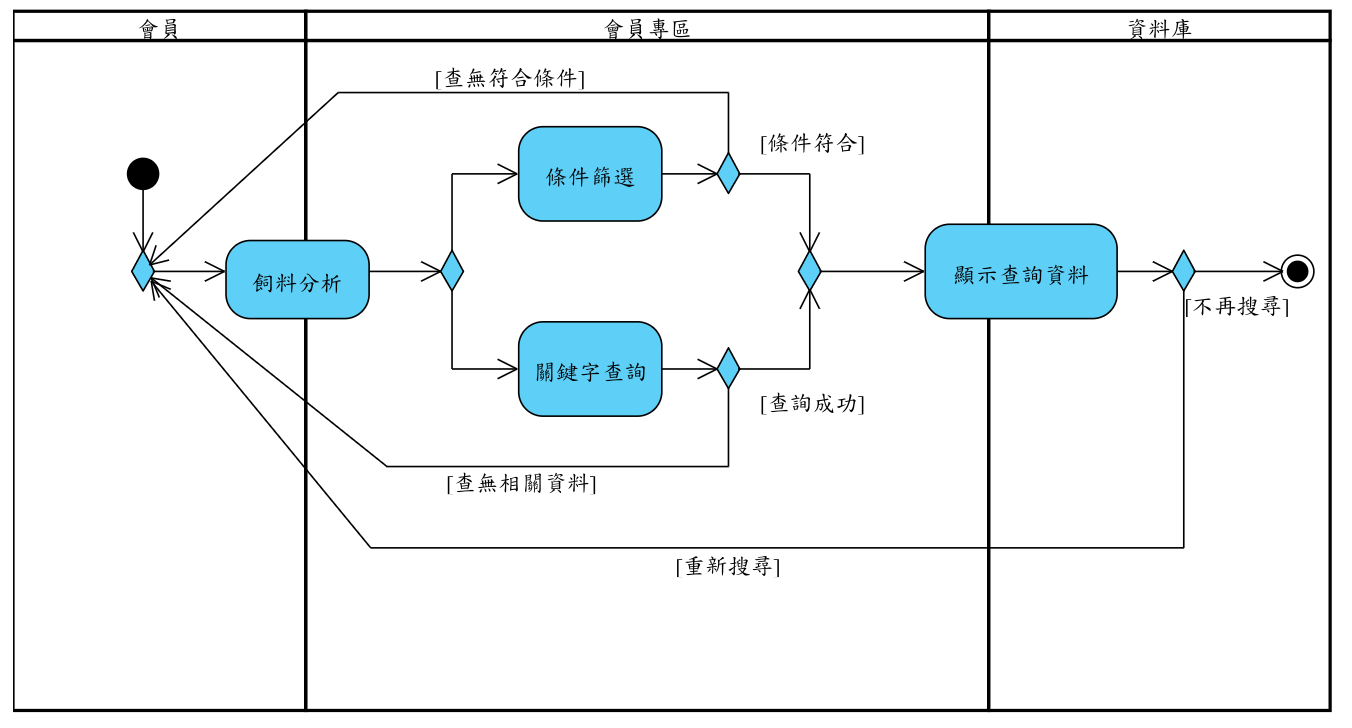 會員
會員專區
資料庫
[查無符合條件]
[條件符合]
條件篩選
飼料分析
顯示查詢資料
[不再搜尋]
關鍵字查詢
[查詢成功]
[查無相關資料]
[重新搜尋]